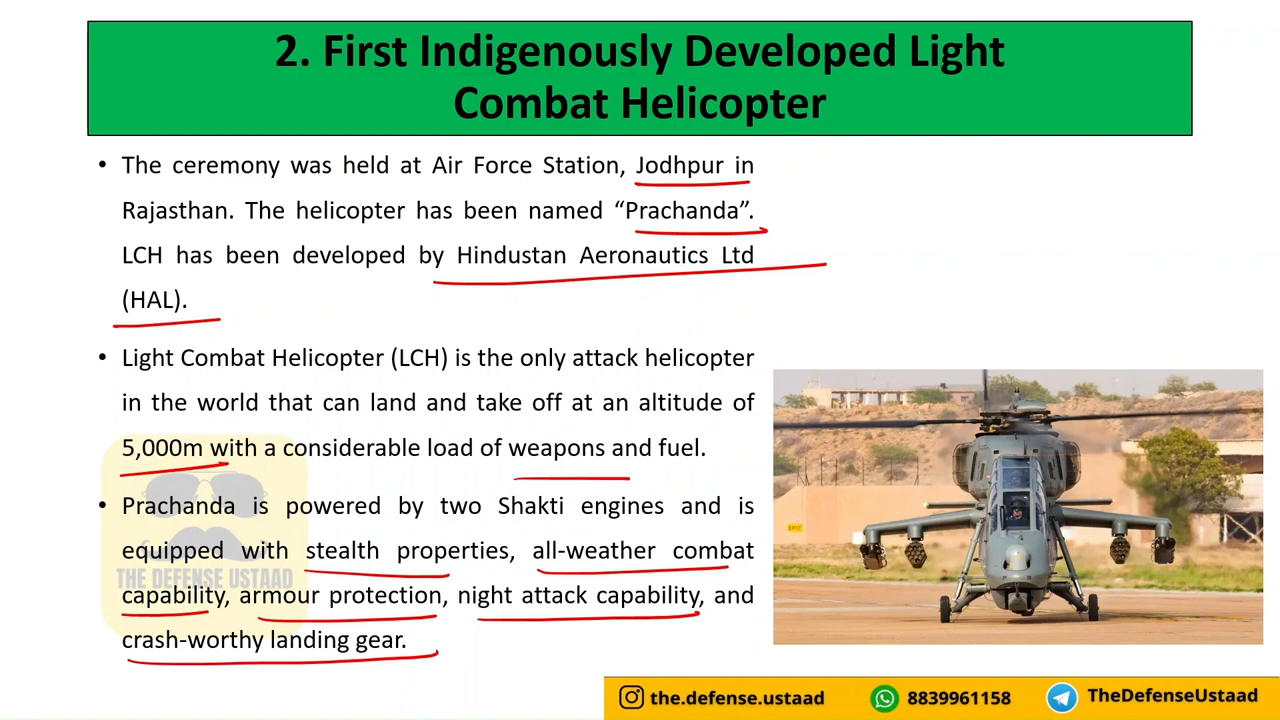 2. First Indigenously Developed Light
Combat Helicopter
• The ceremony was held at Air Force Station, Jodhpur in
Rajasthan. The helicopter has been named “Prachanda”.
LCH has been developed by Hindustan Aeronautics Ltd
(HAL).
• Light Combat Helicopter (LCH) is the only attack helicopter
in the world that can land and take off at an altitude of
5,000m with a considerable load of weapons and fuel.
• Prachanda is powered by two Shakti engines and is
equipped with stealth properties, all-weather combat
capability, armour protection, night attack capability, and
crash-worthy landing gear.
THE DEFENSE USTAAD
the.defense.ustaad
8839961158
TheDefenseUstaad